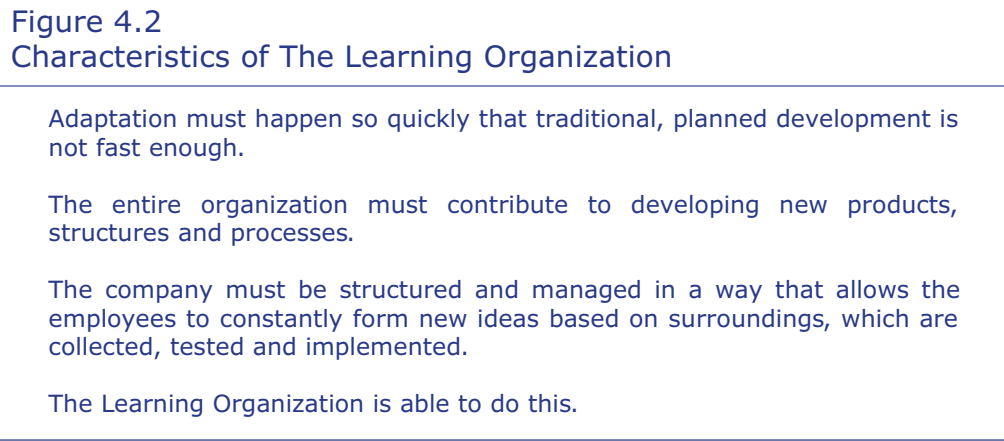 Figure 4.2
Characteristics of The Learning Organization
Adaptation must happen so quickly that traditional, planned development is
not fast enough.
The entire organization must contribute to developing new products,
structures and processes.
The company must be structured and managed in a way that allows the
employees to constantly form new ideas based on surroundings, which are
collected, tested and implemented.
The Learning Organization is able to do this.